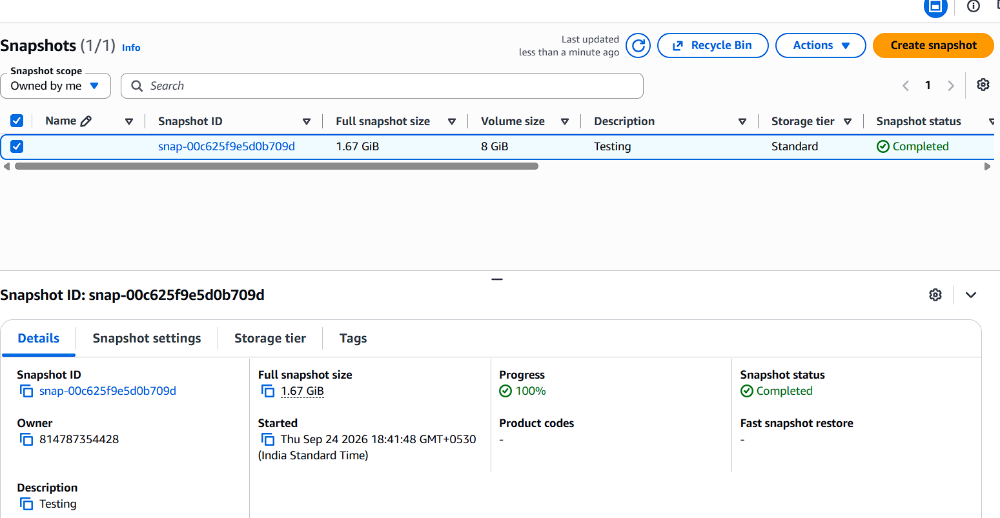 Snapshots (1/1) Info
Last updated
less than a minute ago
Recycle Bin
Actions
Create snapshot
Snapshot scope
Owned by me
Search
1
Name
Snapshot ID
Full snapshot size
Volume size
Description
Storage tier
Snapshot status
snap-00c625f9e5d0b709d
1.67 GiB
8 GiB
Testing
Standard
Completed
Snapshot ID: snap-00c625f9e5d0b709d
Details
Snapshot settings
Storage tier
Tags
Snapshot ID
snap-00c625f9e5d0b709d
Full snapshot size
1.67 GiB
Progress
100%
Snapshot status
Completed
Owner
814787354428
Started
Thu Sep 24 2026 18:41:48 GMT+0530
(India Standard Time)
Product codes
-
Fast snapshot restore
-
Description
Testing